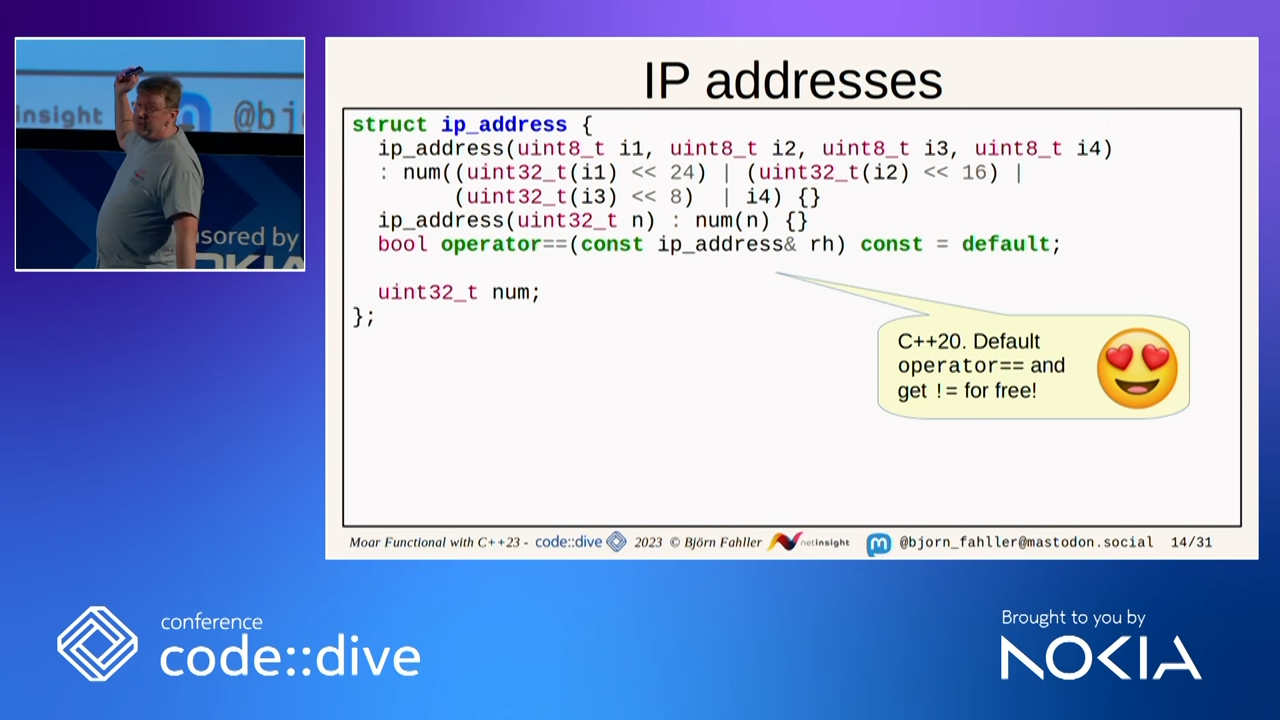 insight
@bj
nsored by
NOKIA
IP addresses
struct ip_address {
ip_address(uint8_t i1, uint8_t i2, uint8_t i3, uint8_t i4)
: num((uint32_t(i1) << 24) | (uint32_t(i2) << 16) |
(uint32_t(i3) << 8) | i4) {}
ip_address(uint32_t n) : num(n) {}
bool operator==(const ip_address& rh) const = default;
uint32_t num;
};
C++20. Default
operator== and
get != for free!
Moar Functional with C++23 - code::dive 2023 © Björn Fahller netinsight @bjorn_fahller@mastodon.social 14/31
conference
code::dive
Brought to you by
NOKIA